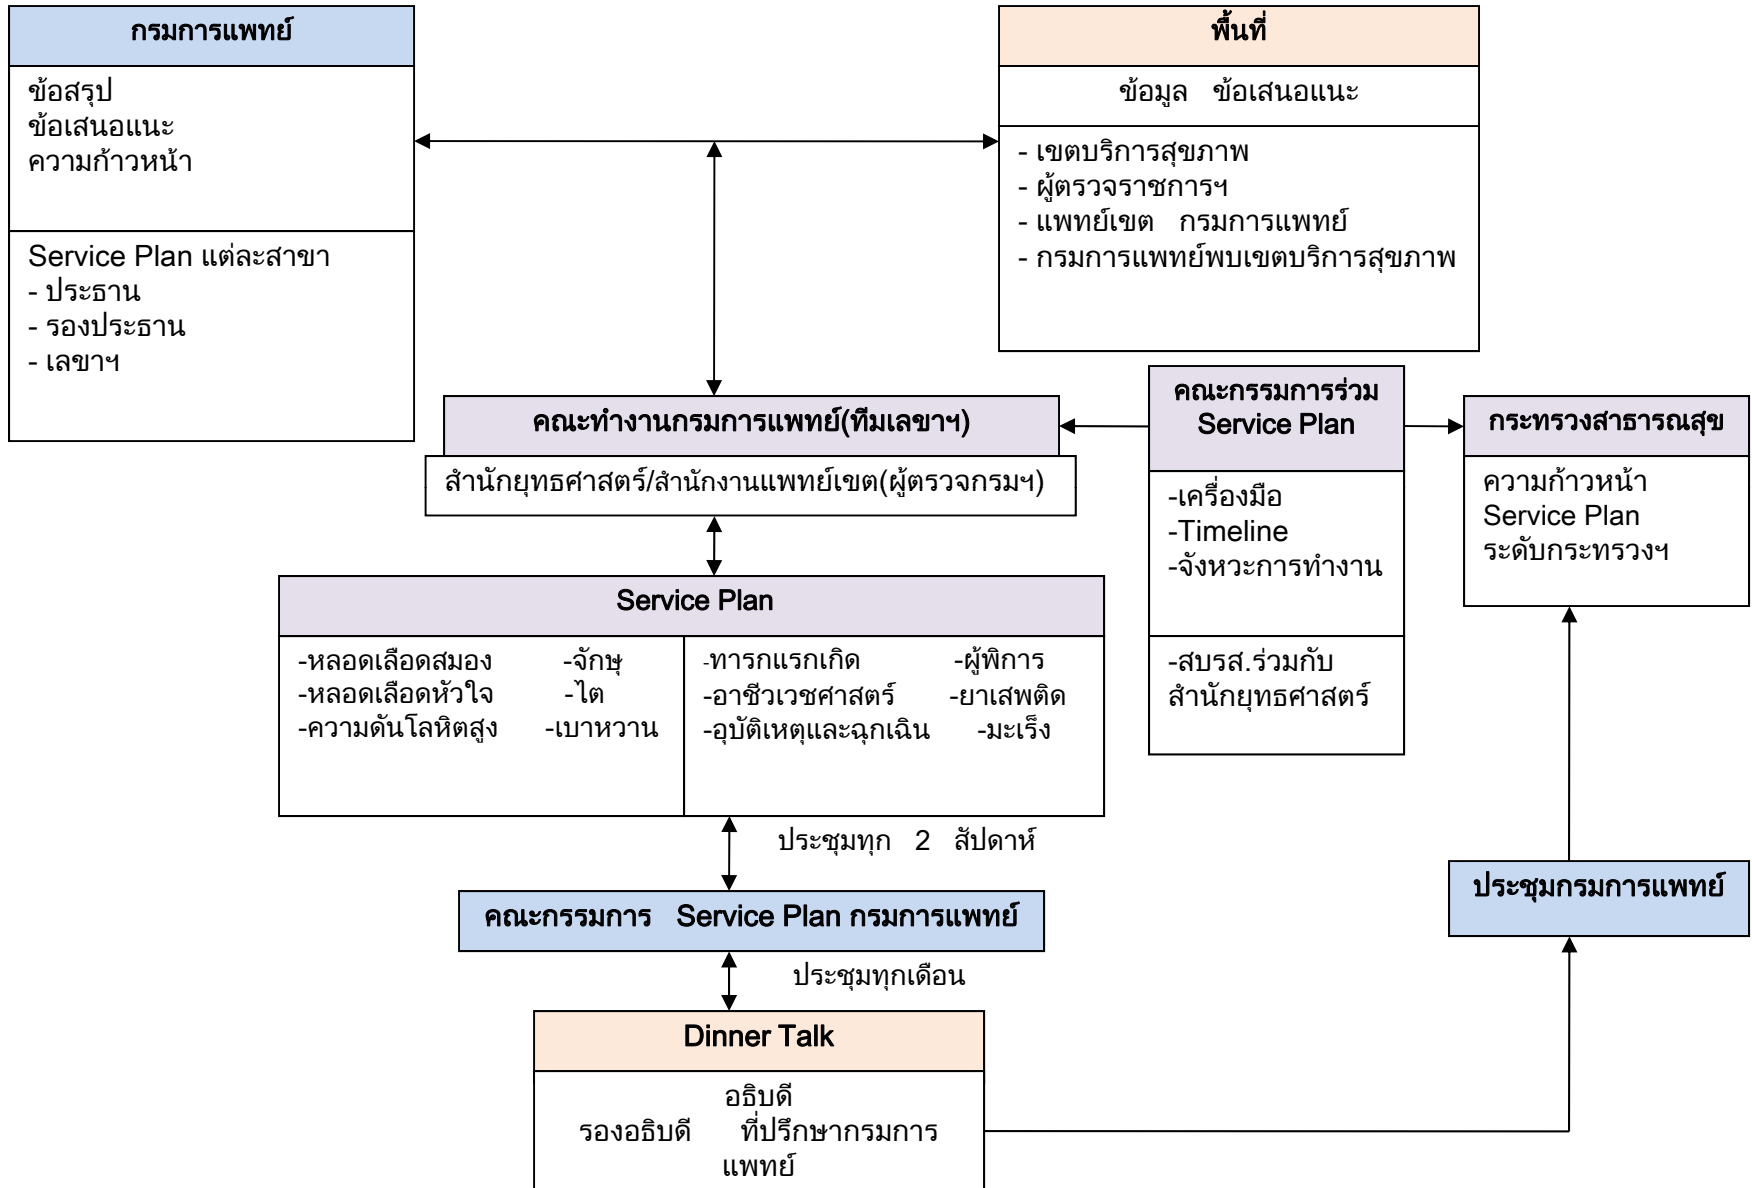 กรมการแพทย์
ข้อสรุป
ข้อเสนอแนะ
ความก้าวหน้า
Service Plan แต่ละสาขา
- ประธาน
- รองประธาน
- เลขาฯ
พื้นที่
ข้อมูล ข้อเสนอแนะ
- เขตบริการสุขภาพ
- ผู้ตรวจราชการฯ
- แพทย์เขต กรมการแพทย์
- กรมการแพทย์พบเขตบริการสุขภาพ
คณะทำงานกรมการแพทย์(ทีมเลขาฯ)
สำนักยุทธศาสตร์/สำนักงานแพทย์เขต(ผู้ตรวจกรมฯ)
คณะกรรมการร่วม
Service Plan
-เครื่องมือ
-Timeline
-จังหวะการทำงาน
-สบรส.ร่วมกับ
สำนักยุทธศาสตร์
กระทรวงสาธารณสุข
ความก้าวหน้า
Service Plan
ระดับกระทรวงฯ
Service Plan
-หลอดเลือดสมอง -จักษุ
-หลอดเลือดหัวใจ -ไต
-ความดันโลหิตสูง -เบาหวาน
-ทารกแรกเกิด -ผู้พิการ
-อาชีวเวชศาสตร์ -ยาเสพติด
-อุบัติเหตุและฉุกเฉิน -มะเร็ง
ประชุมทุก 2 สัปดาห์
คณะกรรมการ Service Plan กรมการแพทย์
ประชุมกรมการแพทย์
ประชุมทุกเดือน
Dinner Talk
อธิบดี
รองอธิบดี ที่ปรึกษากรมการ
แพทย์